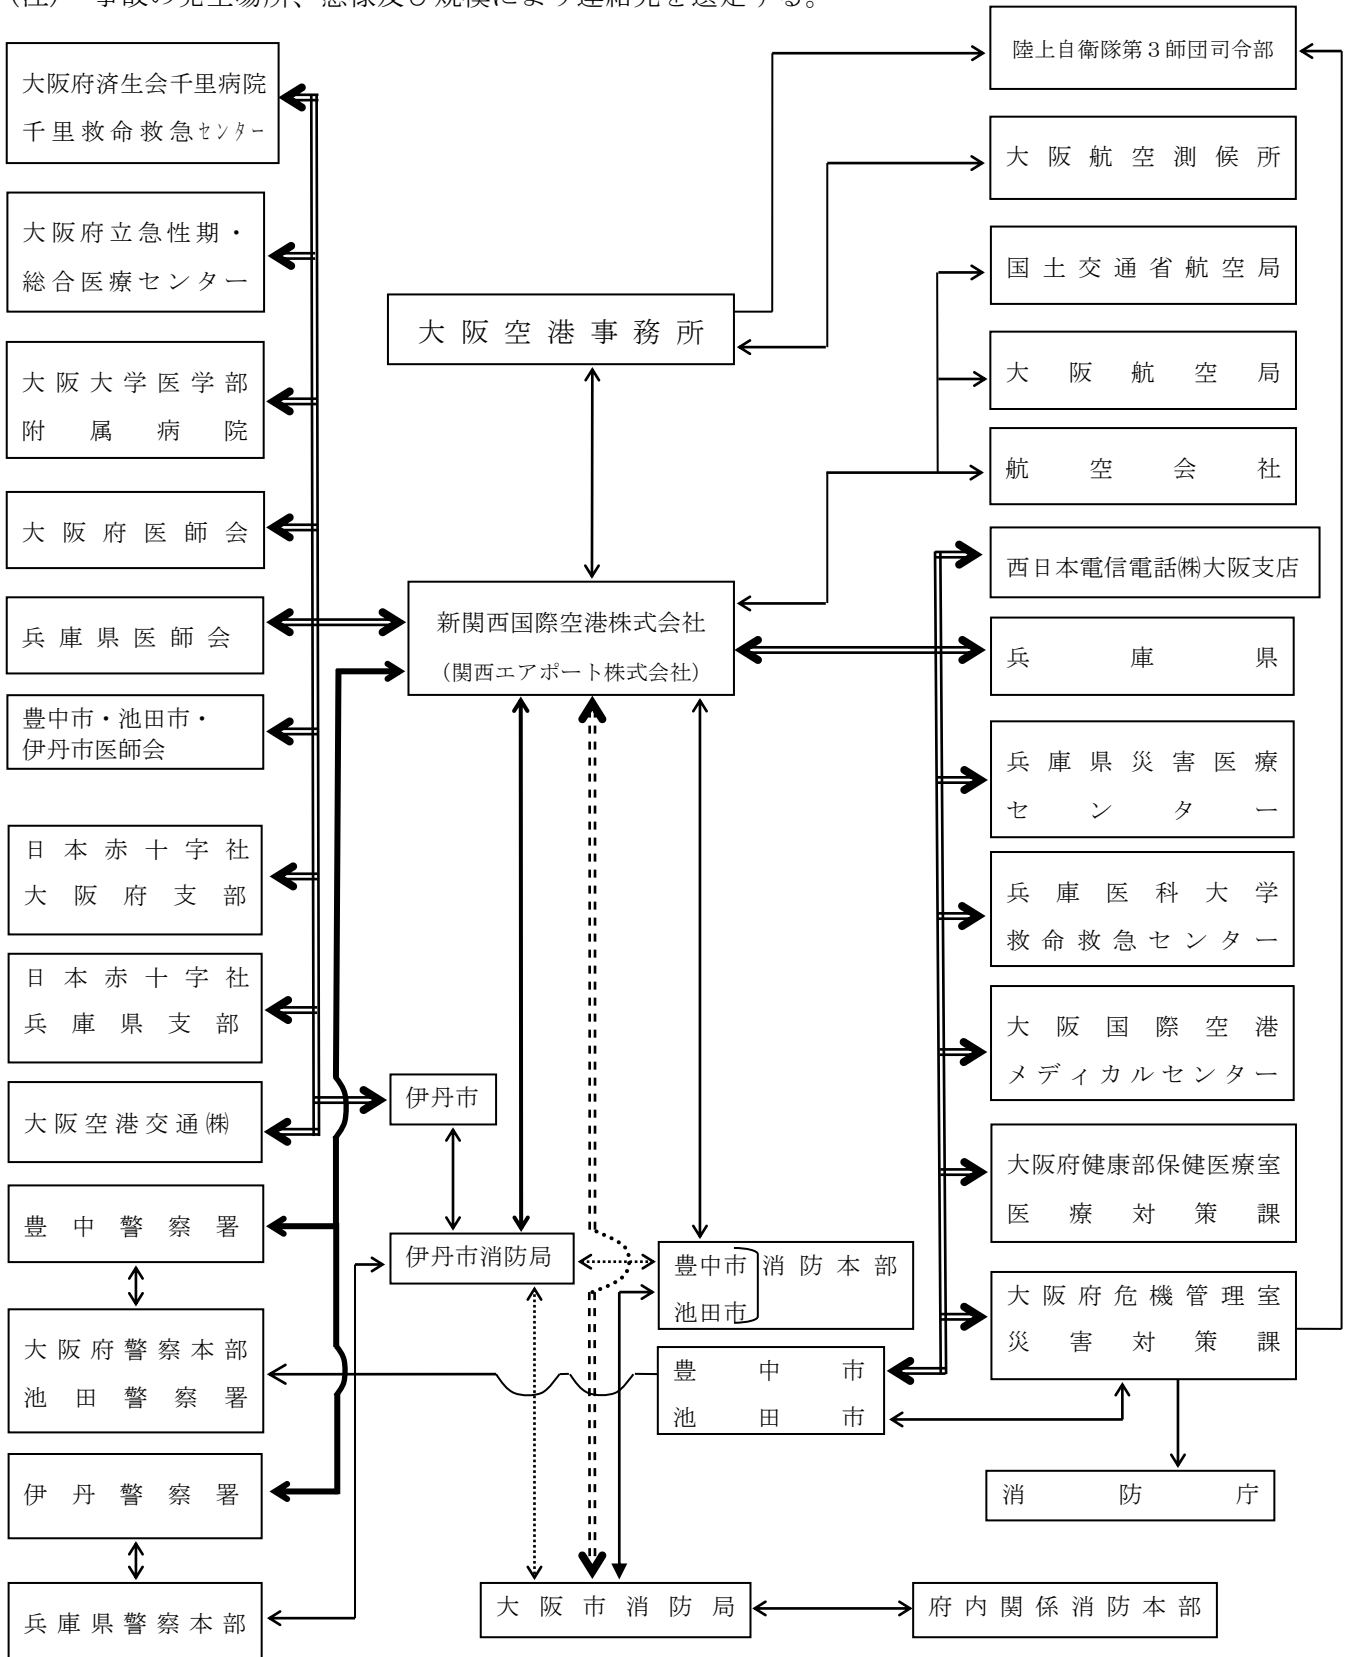 (注) 事故の発生場所、態様及び規模により連絡先を選定する。
大阪府済生会千里病院
千里救命救急センター
大阪府立急性期・
総合医療センター
大阪大学医学部
附属病院
大阪府医師会
兵庫県医師会
豊中市・池田市・
伊丹市医師会
日本赤十字社
大阪府支部
日本赤十字社
兵庫県支部
大阪空港交通㈱
豊中警察署
大阪府警察本部
池田警察署
伊丹警察署
兵庫県警察本部
大阪空港事務所
新関西国際空港株式会社
(関西エアポート株式会社)
伊丹市
伊丹市消防局
豊中市 消防本部
池田市
豊中市
池田市
大阪市消防局
陸上自衛隊第3師団司令部
大阪航空測候所
国土交通省航空局
大阪航空局
航空会社
西日本電信電話㈱大阪支店
兵庫県
兵庫県災害医療
センター
兵庫医科大学
救命救急センター
大阪国際空港
メディカルセンター
大阪府健康部保健医療室
医療対策課
大阪府危機管理室
災害対策課
消防庁
府内関係消防本部